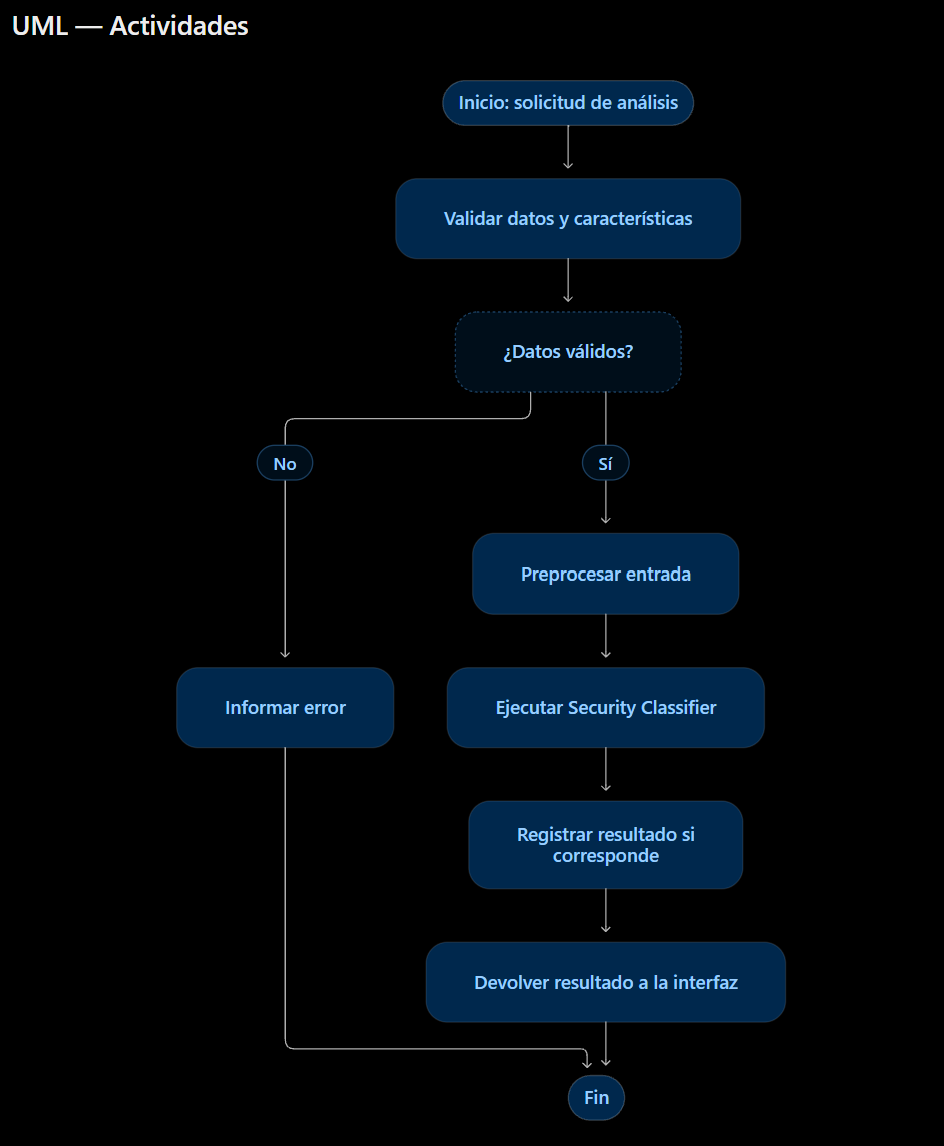 UML — Actividades
Inicio: solicitud de análisis
Validar datos y características
¿Datos válidos?
No
Sí
Preprocesar entrada
Informar error
Ejecutar Security Classifier
Registrar resultado si
corresponde
Devolver resultado a la interfaz
Fin